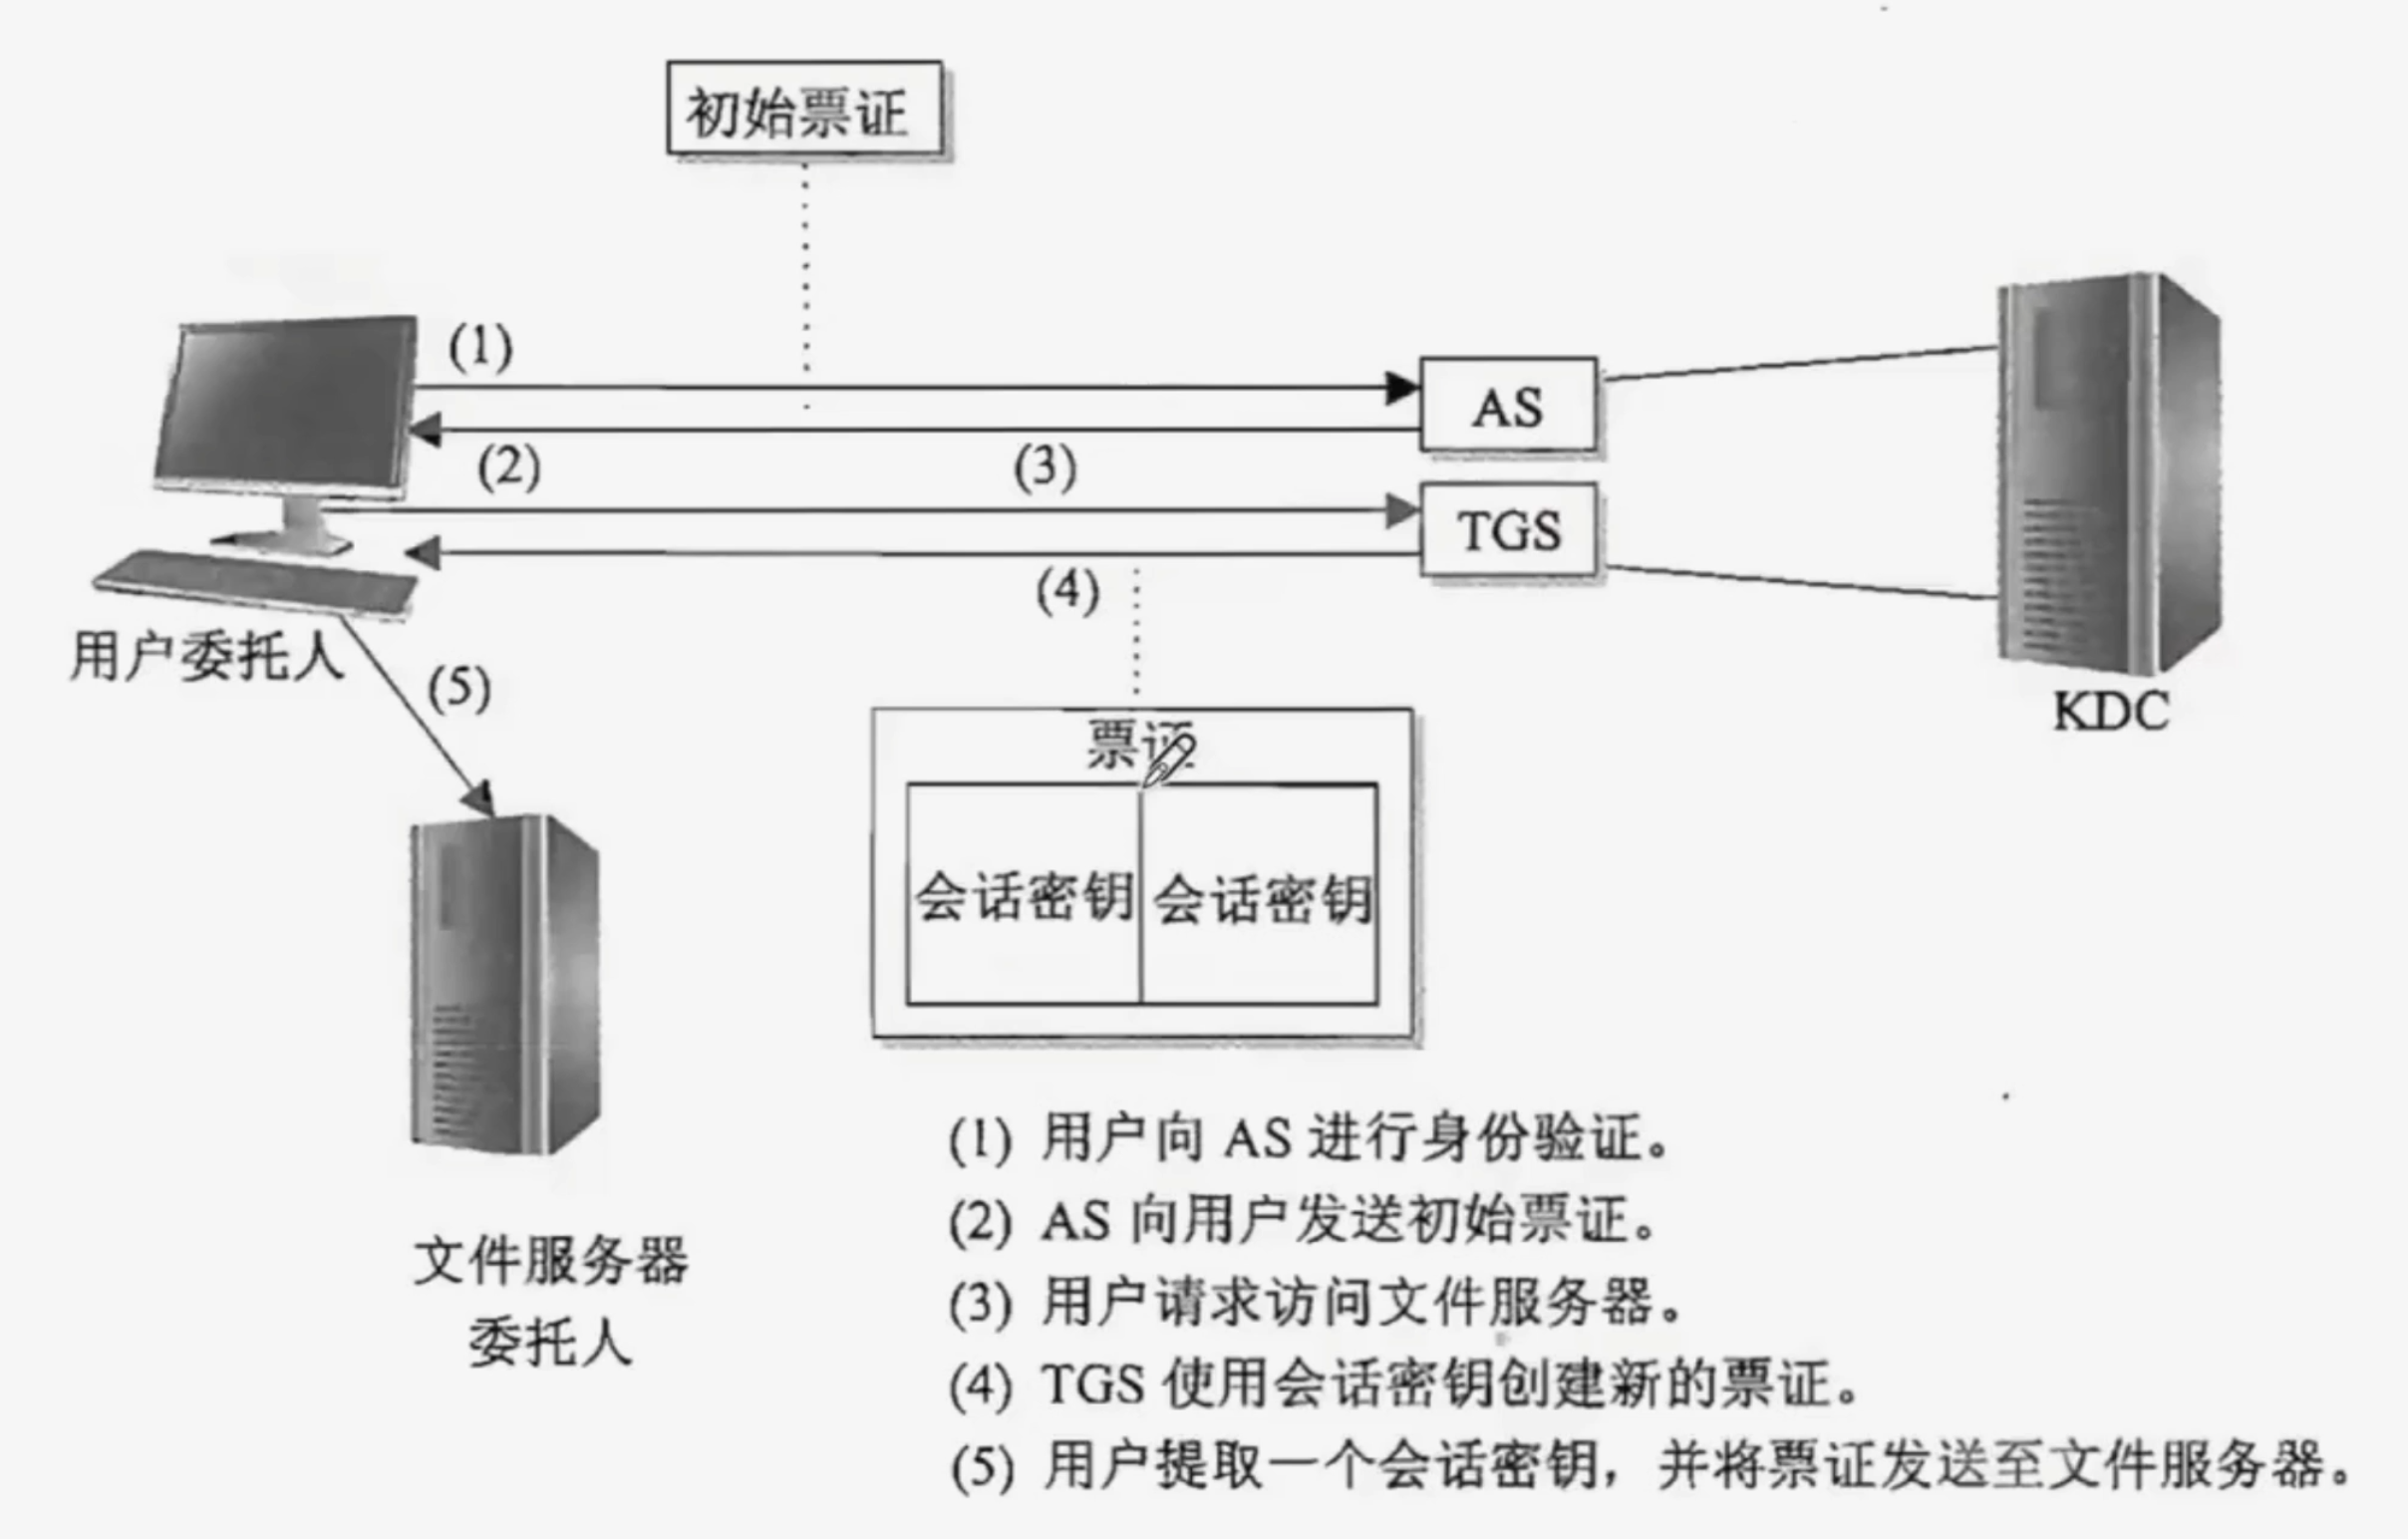 初始票证
(1)
AS
(2)
(3)
TGS
(4)
用户委托人
(5)
KDC
票证
会话密钥
会话密钥
文件服务器
委托人
(1) 用户向 AS 进行身份验证。
(2) AS 向用户发送初始票证。
(3) 用户请求访问文件服务器。
(4) TGS 使用会话密钥创建新的票证。
(5) 用户提取一个会话密钥，并将票证发送至文件服务器。